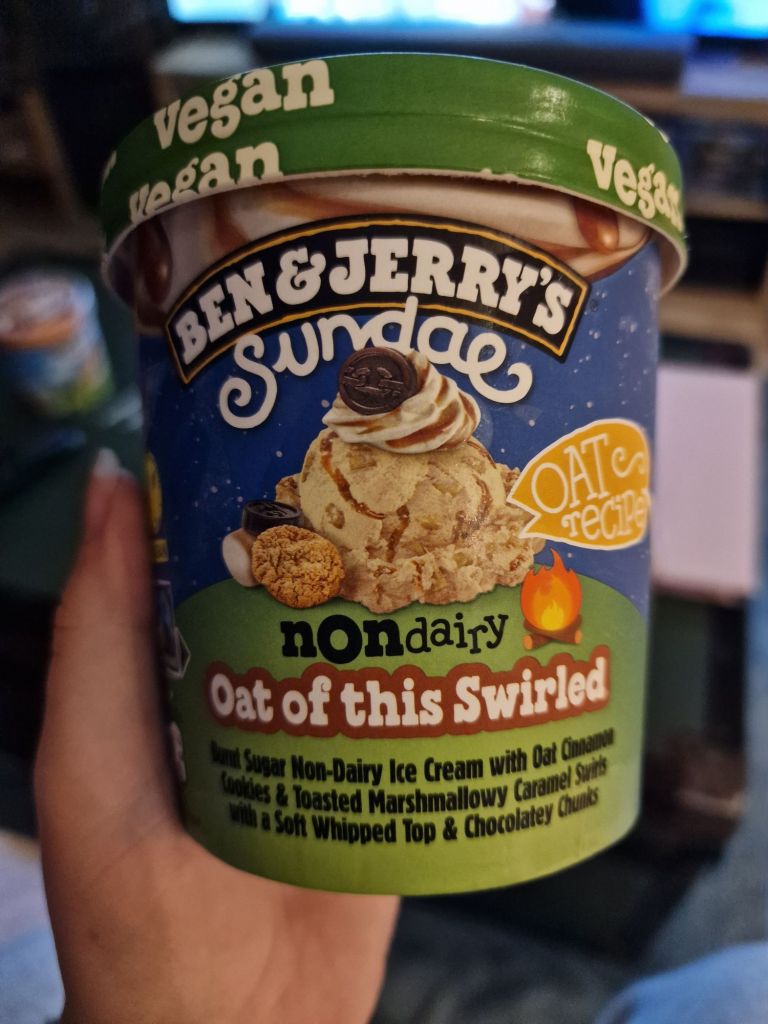 Vegan
Vegan
Vegan
BEN & JERRY'S
Sundae
OAT
reCiPe
nondairy
Oat of this Swirled
Burnt Sugar Non-Dairy Ice Cream with Oat Cinnamon
Cookies & Toasted Marshmallowy Caramel Swirls
with a Soft Whipped Top & Chocolatey Chunks